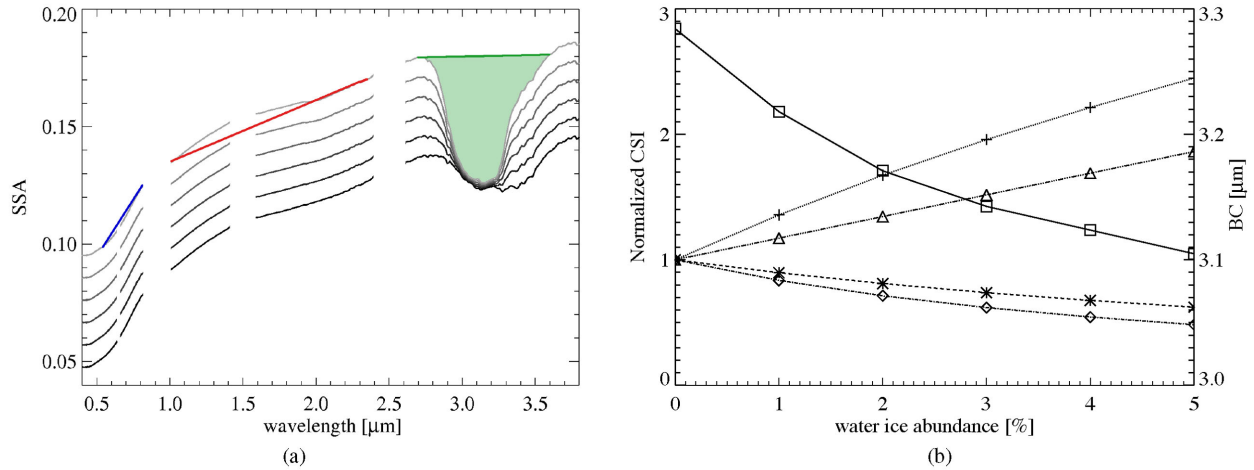 0.20
0.15
0.10
0.05
SSA
0.5 1.0 1.5 2.0 2.5 3.0 3.5
wavelength [μm]
(a)
3
2
1
0
Normalized CSI
3.3
3.2
3.1
3.0
BC [μm]
0 1 2 3 4 5
water ice abundance [%]
(b)